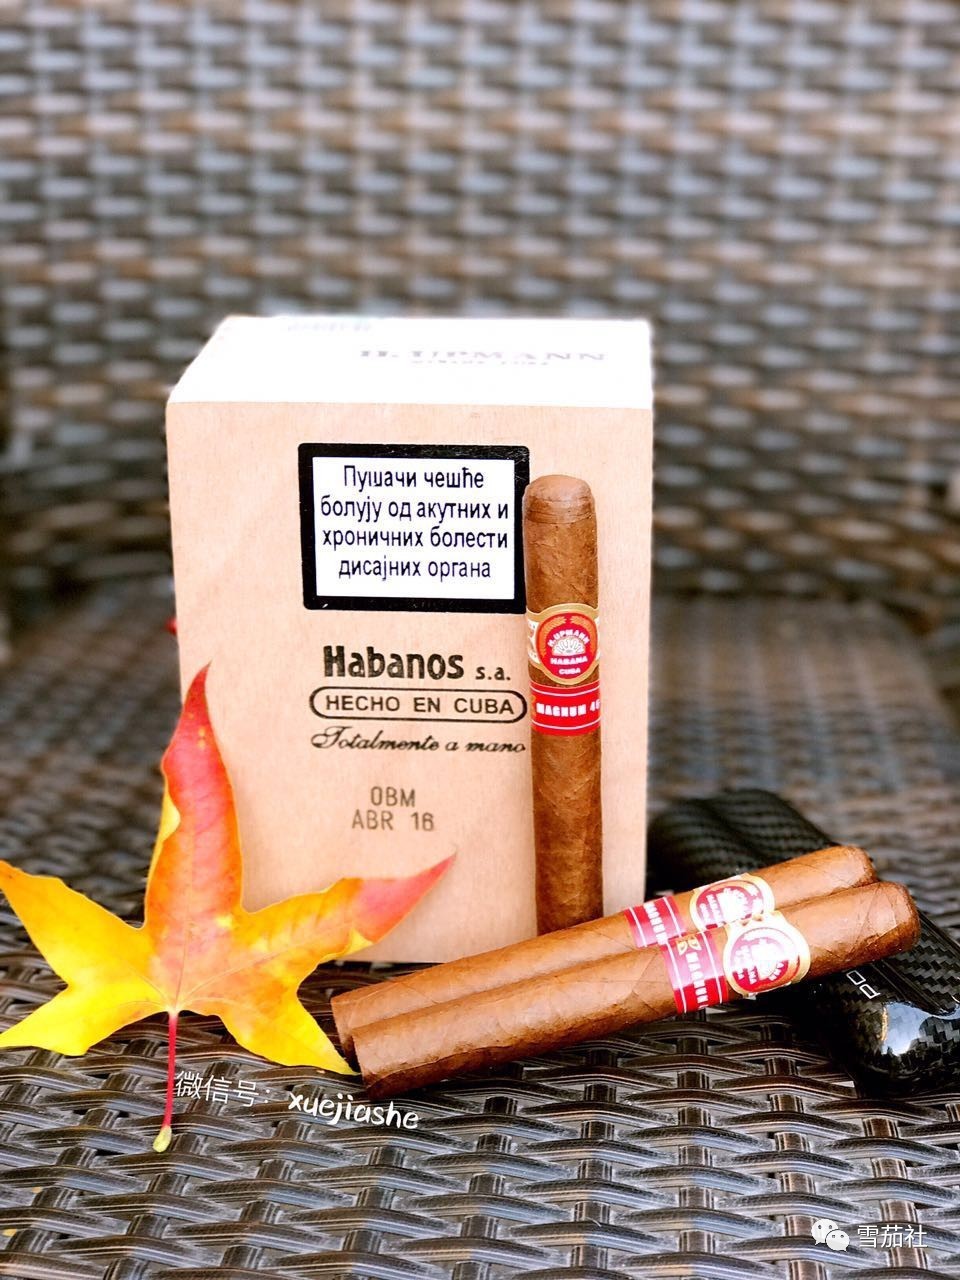 H. UPMANN
Пушачи чешће
болују од акутних и
хроничних болести
дисајних органа
Habanos s.a.
HECHO EN CUBA
Totalmente a mano
OBM
ABR 16
H. UPMANN
HABANA
CUBA
MAGNUM 46
MAGNUM
微信号：xuejiashe
雪茄社